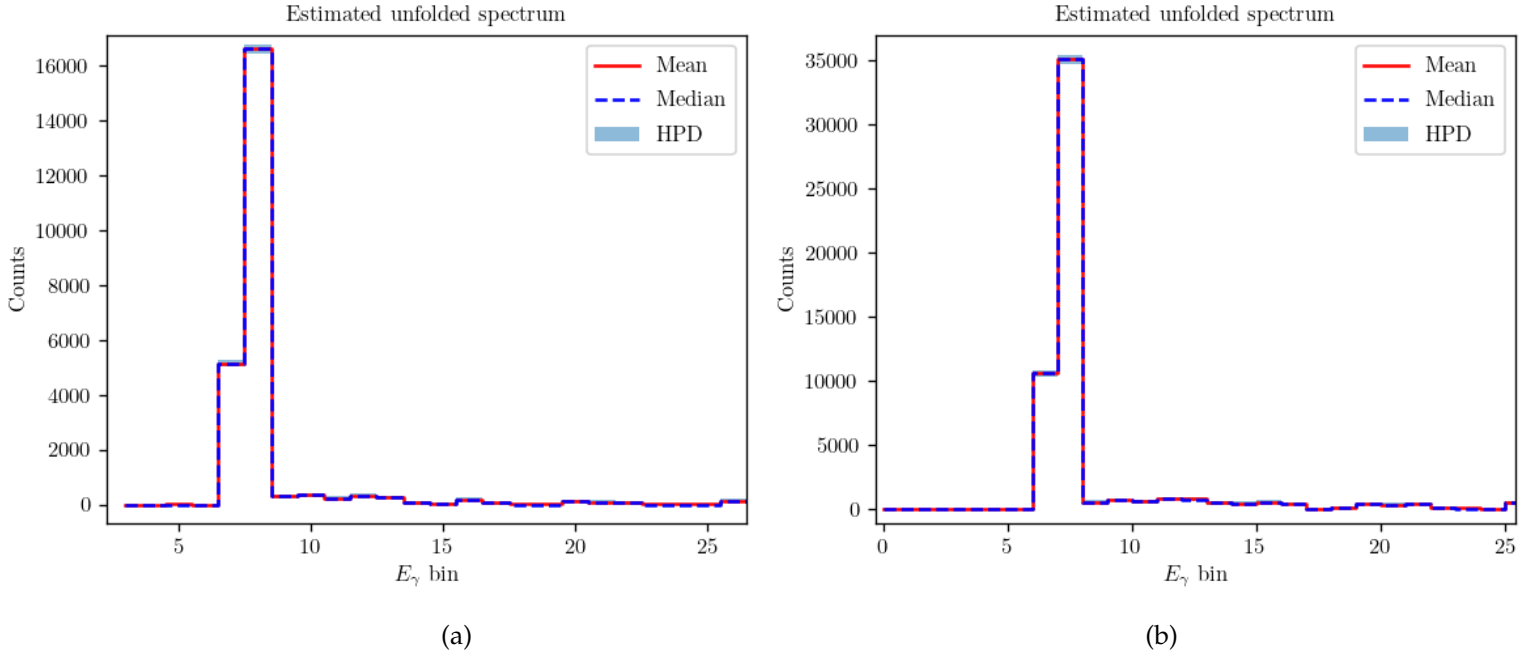 Estimated unfolded spectrum
Mean
Median
HPD
16000
14000
12000
10000
8000
6000
4000
2000
0
Counts
5
10
15
20
25
E_γ bin
(a)
Estimated unfolded spectrum
Mean
Median
HPD
35000
30000
25000
20000
15000
10000
5000
0
Counts
0
5
10
15
20
25
E_γ bin
(b)